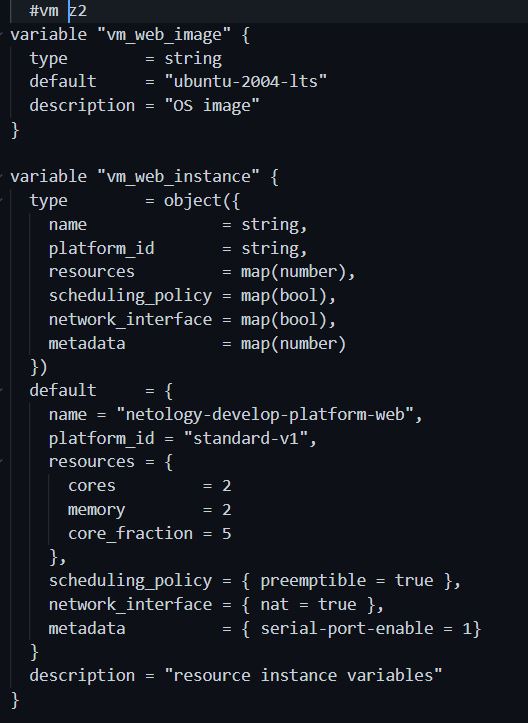 #vm z2
variable "vm_web_image" {
  type        = string
  default     = "ubuntu-2004-lts"
  description = "OS image"
}
variable "vm_web_instance" {
  type        = object({
    name              = string,
    platform_id       = string,
    resources         = map(number),
    scheduling_policy = map(bool),
    network_interface = map(bool),
    metadata          = map(number)
  })
  default     = {
    name = "netology-develop-platform-web",
    platform_id = "standard-v1",
    resources = {
      cores         = 2
      memory        = 2
      core_fraction = 5
    },
    scheduling_policy = { preemptible = true },
    network_interface = { nat = true },
    metadata          = { serial-port-enable = 1}
  }
  description = "resource instance variables"
}